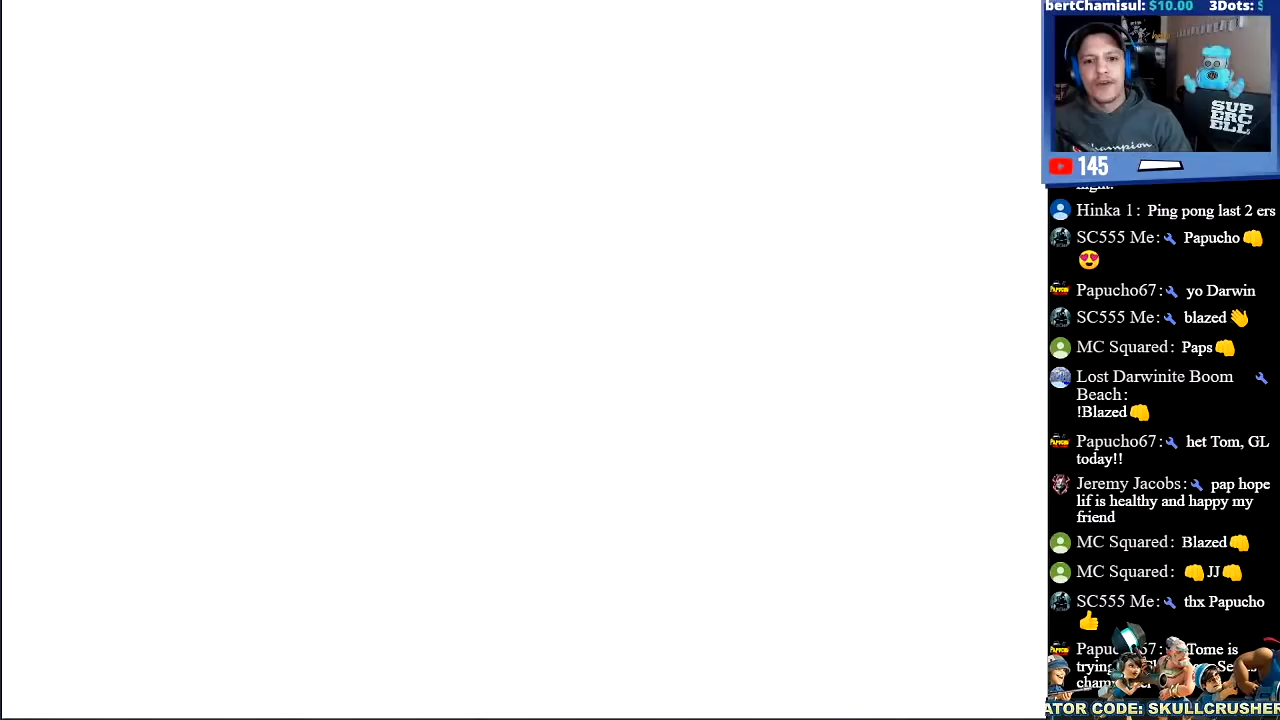 bertChamisul: $10.00 3Dots: $
SUP
ERC
ELL
Champion
145
night!
Hinka 1: Ping pong last 2 ers
SC555 Me: Papucho👊
😍
Papucho67: yo Darwin
SC555 Me: blazed👋
MC Squared: Paps👊
Lost Darwinite Boom
Beach:
!Blazed👊
Papucho67: het Tom, GL
today!!
Jeremy Jacobs: pap hope
lif is healthy and happy my
friend
MC Squared: Blazed👊
MC Squared: 👊JJ👊
SC555 Me: thx Papucho
👍
Tome is
trying
ATOR CODE: SKULLCRUSHER